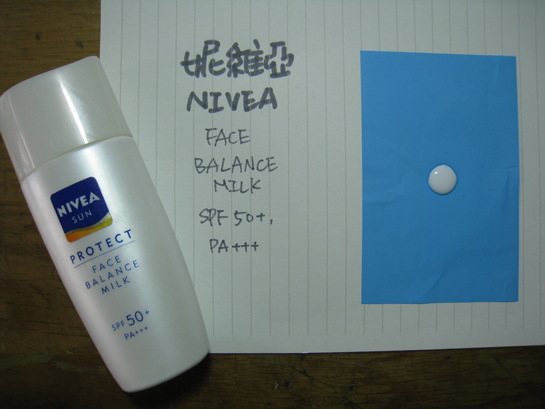 NIVEA
SUN
PROTECT
FACE
BALANCE
MILK
SPF 50+
PA+++
妮維亞
NIVEA
FACE
BALANCE
MILK
SPF 50+,
PA+++